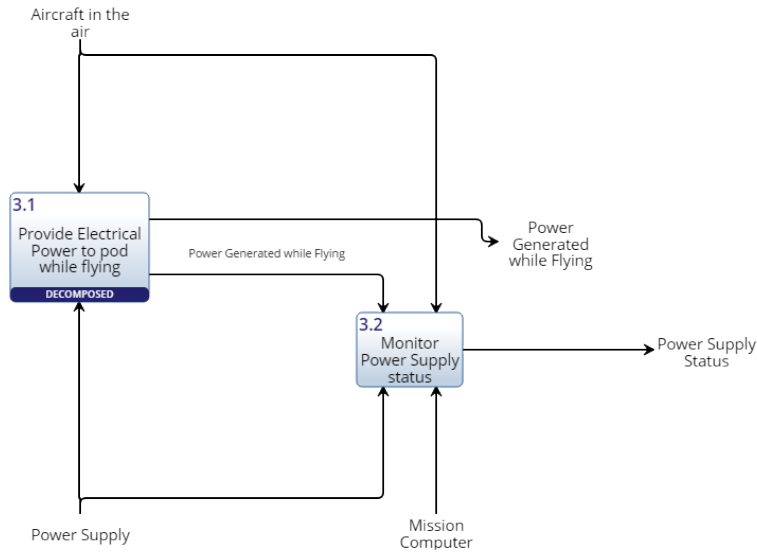 Aircraft in the
air
3.1
Provide Electrical
Power to pod
while flying
DECOMPOSED
Power Generated while Flying
Power
Generated
while Flying
3.2
Monitor
Power Supply
status
Power Supply
Status
Power Supply
Mission
Computer